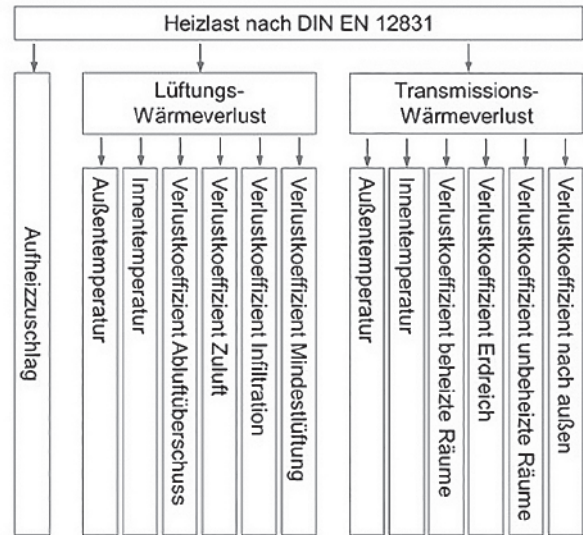 Heizlast nach DIN EN 12831
Aufheizzuschlag
Lüftungs-
Wärmeverlust
Außentemperatur
Innentemperatur
Verlustkoeffizient Abluftüberschuss
Verlustkoeffizient Zuluft
Verlustkoeffizient Infiltration
Verlustkoeffizient Mindestlüftung
Transmissions-
Wärmeverlust
Außentemperatur
Innentemperatur
Verlustkoeffizient beheizte Räume
Verlustkoeffizient Erdreich
Verlustkoeffizient unbeheizte Räume
Verlustkoeffizient nach außen